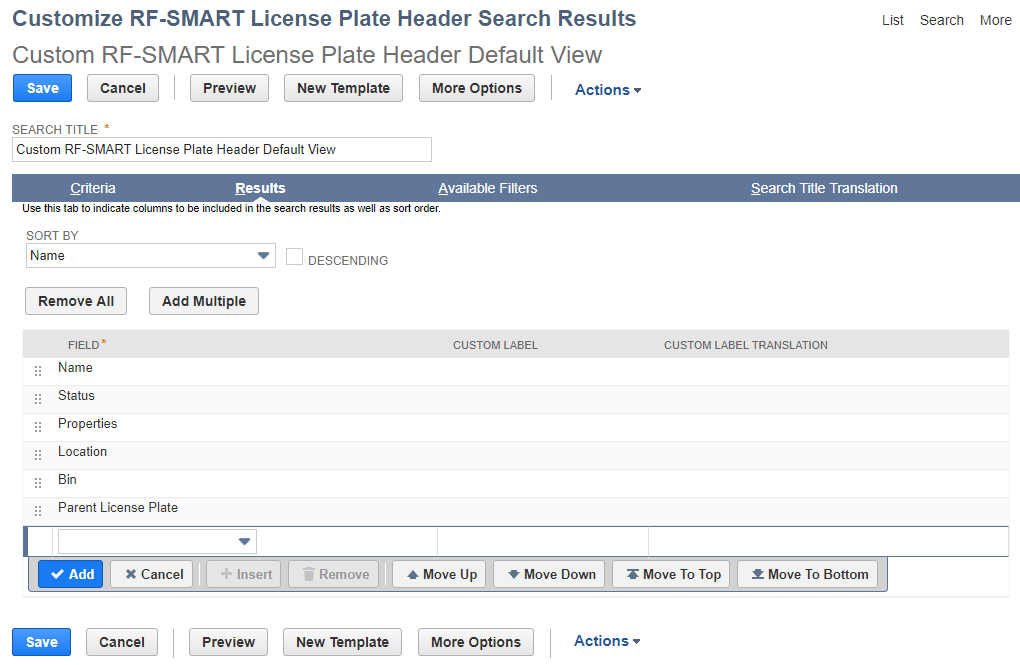 Customize RF-SMART License Plate Header Search Results
List Search More
Custom RF-SMART License Plate Header Default View
Save Cancel Preview New Template More Options Actions
SEARCH TITLE *
Custom RF-SMART License Plate Header Default View
Criteria Results Available Filters Search Title Translation
Use this tab to indicate columns to be included in the search results as well as sort order.
SORT BY
Name DESCENDING
Remove All Add Multiple
FIELD* CUSTOM LABEL CUSTOM LABEL TRANSLATION
Name
Status
Properties
Location
Bin
Parent License Plate
Add Cancel Insert Remove Move Up Move Down Move To Top Move To Bottom
Save Cancel Preview New Template More Options Actions